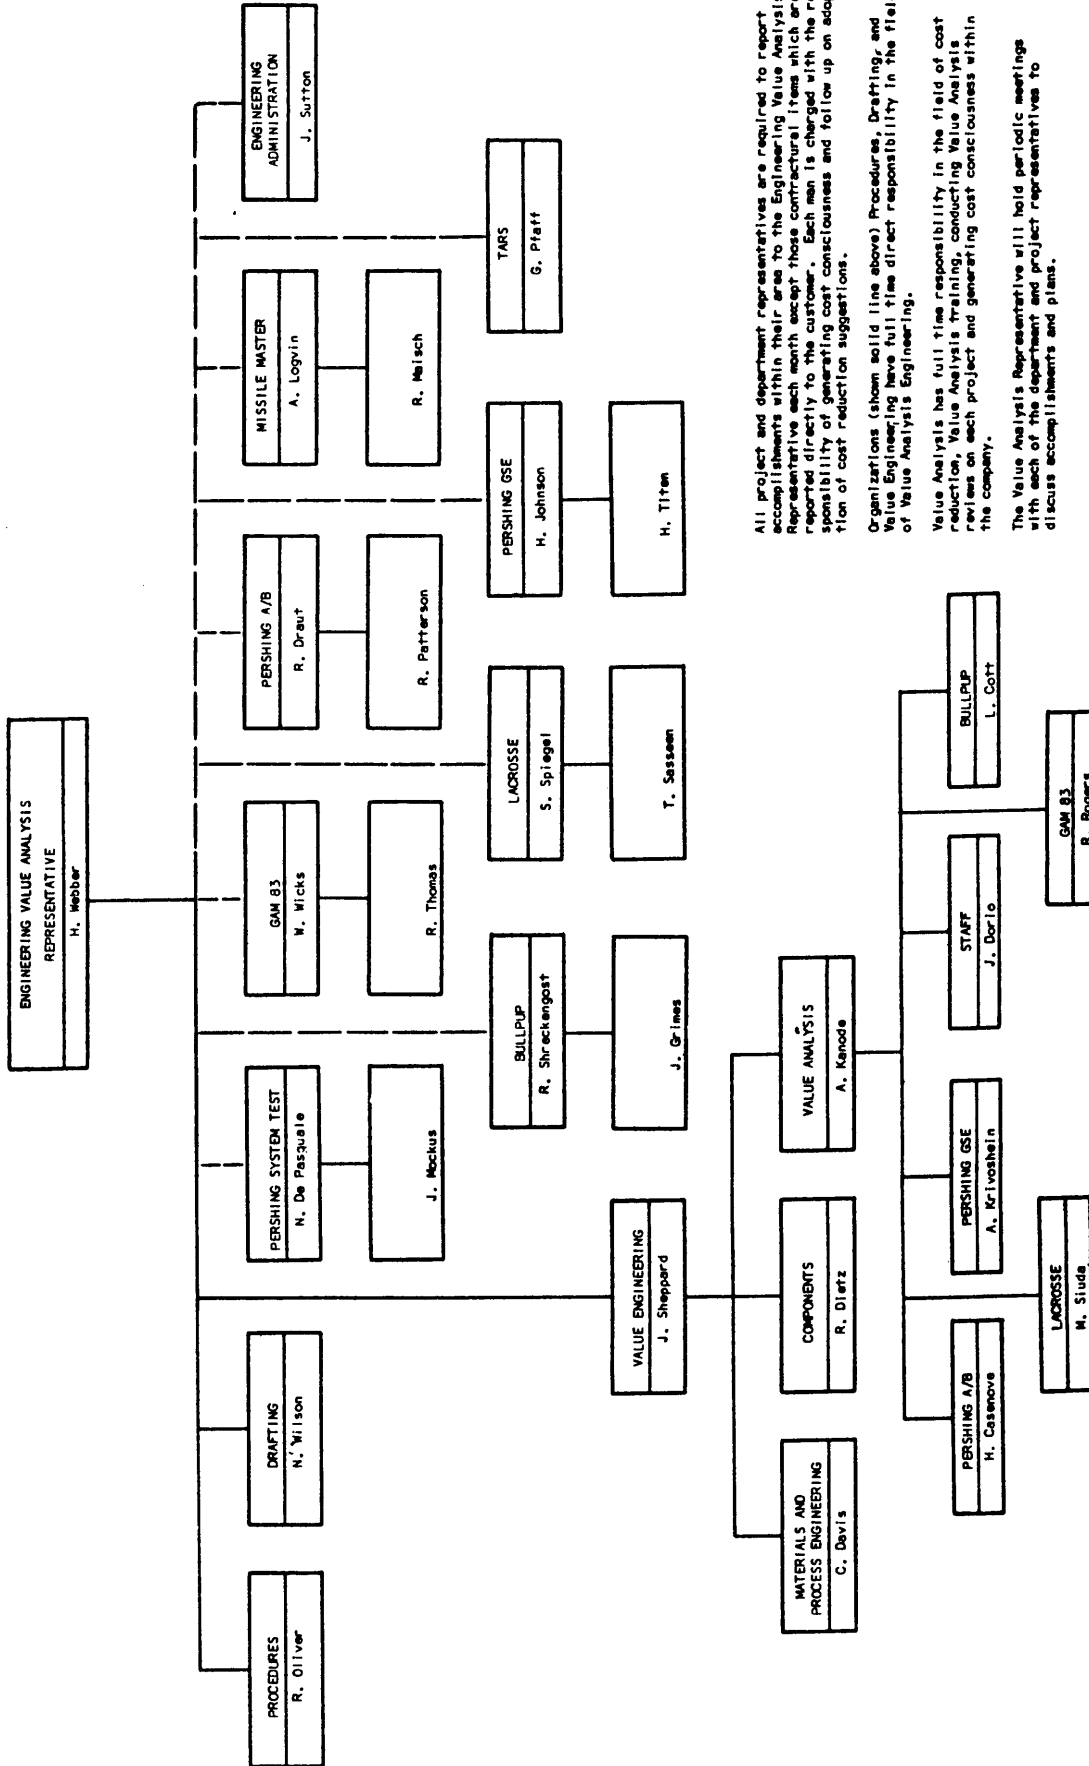 ENGINEERING VALUE ANALYSIS
REPRESENTATIVE
H. Webber
PROCEDURES
R. Oliver
DRAFTING
N. Wilson
PERSHING SYSTEM TEST
N. De Pasquale
J. Mockus
GAM 83
W. Wicks
R. Thomas
PERSHING A/B
R. Draut
R. Patterson
MISSILE MASTER
A. Logvin
R. Maisch
ENGINEERING
ADMINISTRATION
J. Sutton
BULLPUP
R. Shreckengost
J. Grimes
LACROSSE
S. Spiegel
T. Sasseen
PERSHING GSE
H. Johnson
H. Titen
TARS
G. Pfaff
VALUE ENGINEERING
J. Sheppard
MATERIALS AND
PROCESS ENGINEERING
C. Davis
COMPONENTS
R. Dietz
VALUE ANALYSIS
A. Kanode
PERSHING A/B
H. Casanova
PERSHING GSE
A. Krivoshein
STAFF
J. Dorio
BULLPUP
L. Cott
LACROSSE
M. Siuda
GAM 83
R. Rogers
All project and department representatives are required to report
accomplishments within their area to the Engineering Value Analysis
Representative each month except those contractural items which are
reported directly to the customer. Each man is charged with the
sponsibility of generating cost consciousness and follow up on
tion of cost reduction suggestions.
Organizations (shown solid line above) Procedures, Drafting, and
Value Engineering have full time direct responsibility in the
of Value Analysis Engineering.
Value Analysis has full time responsibility in the field of cost
reduction, Value Analysis training, conducting Value Analysis
reviews on each project and generating cost consciousness within
the company.
The Value Analysis Representative will hold periodic meetings
with each of the department and project representatives to
discuss accomplishments and plans.